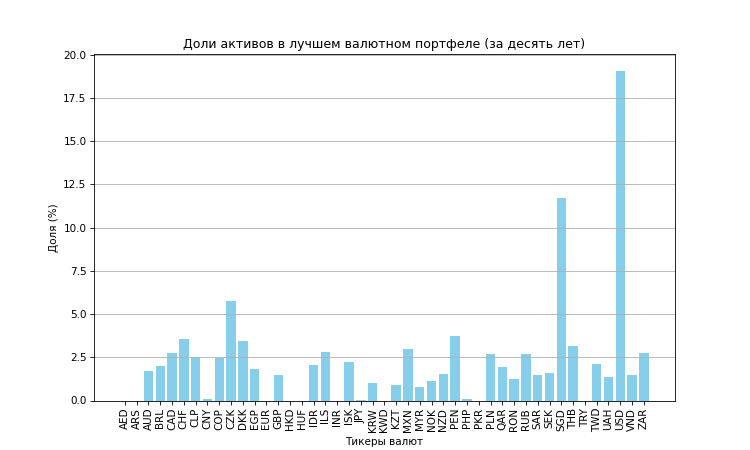 Доли активов в лучшем валютном портфеле (за десять лет)
Доля (%)
20.0
17.5
15.0
12.5
10.0
7.5
5.0
2.5
0.0
AED
ARS
AUD
BRL
CAD
CHF
CLP
CNY
COP
CZK
DKK
EGP
EUR
GBP
HKD
HUF
IDR
ILS
INR
ISK
JPY
KRW
KWD
KZT
MXN
MYR
NOK
NZD
PEN
PHP
PKR
PLN
QAR
RON
RUB
SAR
SEK
SGD
THB
TRY
TWD
UAH
USD
VND
ZAR
Тикеры валют